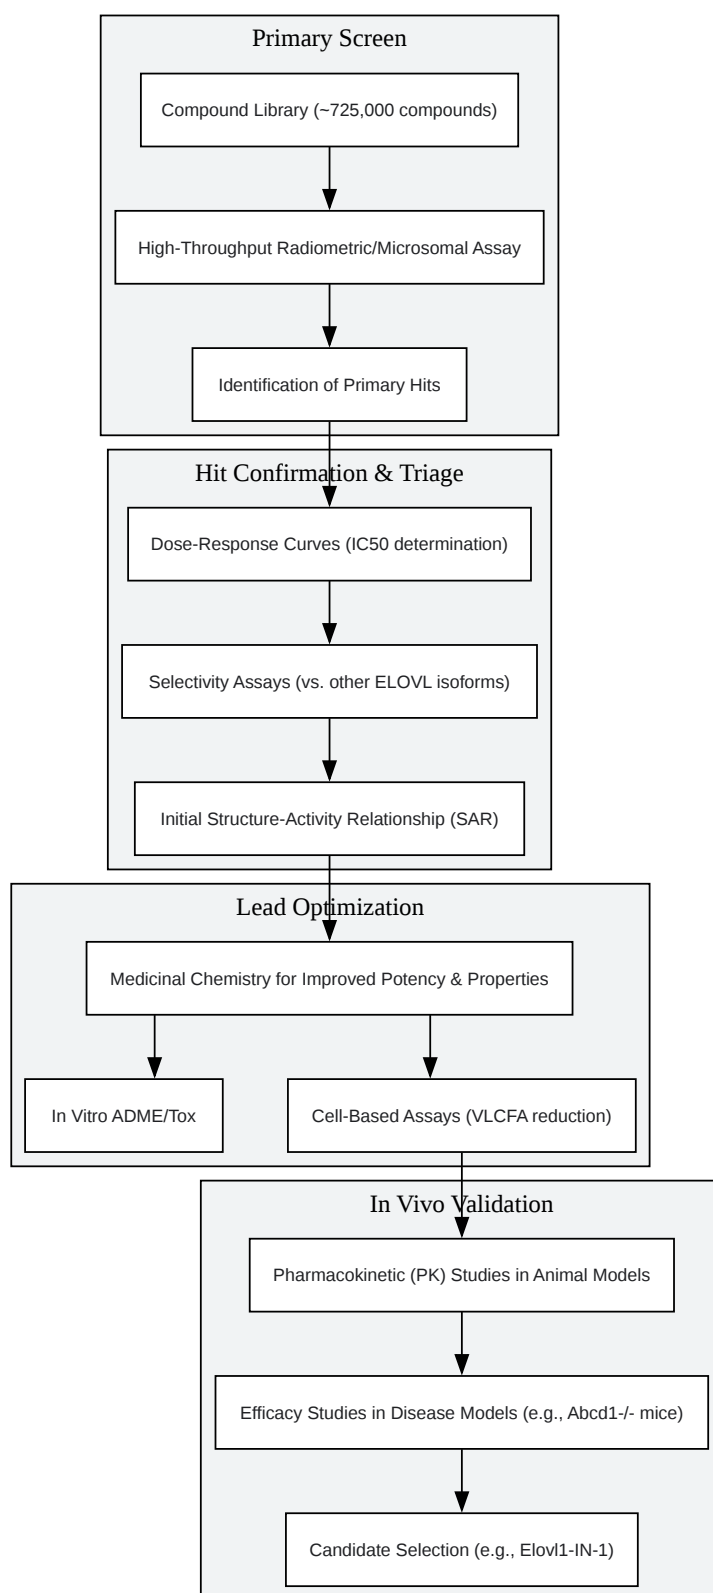 Primary Screen
Compound Library (~725,000 compounds)
High-Throughput Radiometric/Microsomal Assay
Identification of Primary Hits
Hit Confirmation & Triage
Dose-Response Curves (IC50 determination)
Selectivity Assays (vs. other ELOVL isoforms)
Initial Structure-Activity Relationship (SAR)
Lead Optimization
Medicinal Chemistry for Improved Potency & Properties
In Vitro ADME/Tox
Cell-Based Assays (VLCFA reduction)
In Vivo Validation
Pharmacokinetic (PK) Studies in Animal Models
Efficacy Studies in Disease Models (e.g., Abcd1-/- mice)
Candidate Selection (e.g., Elovl1-IN-1)